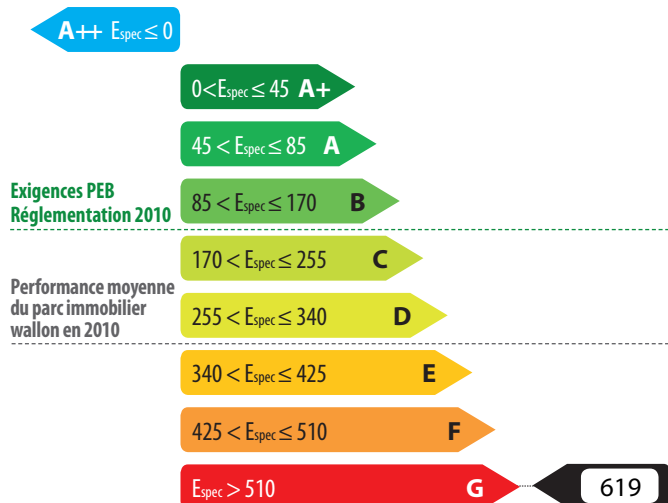 A++ Espec ≤ 0
0<Espec ≤ 45 A+
45 < Espec ≤ 85 A
Exigences PEB
Réglementation 2010
85 < Espec ≤ 170 B
170 < Espec ≤ 255 C
Performance moyenne
du parc immobilier
wallon en 2010
255 < Espec ≤ 340 D
340 < Espec ≤ 425 E
425 < Espec ≤ 510 F
Espec > 510 G
619